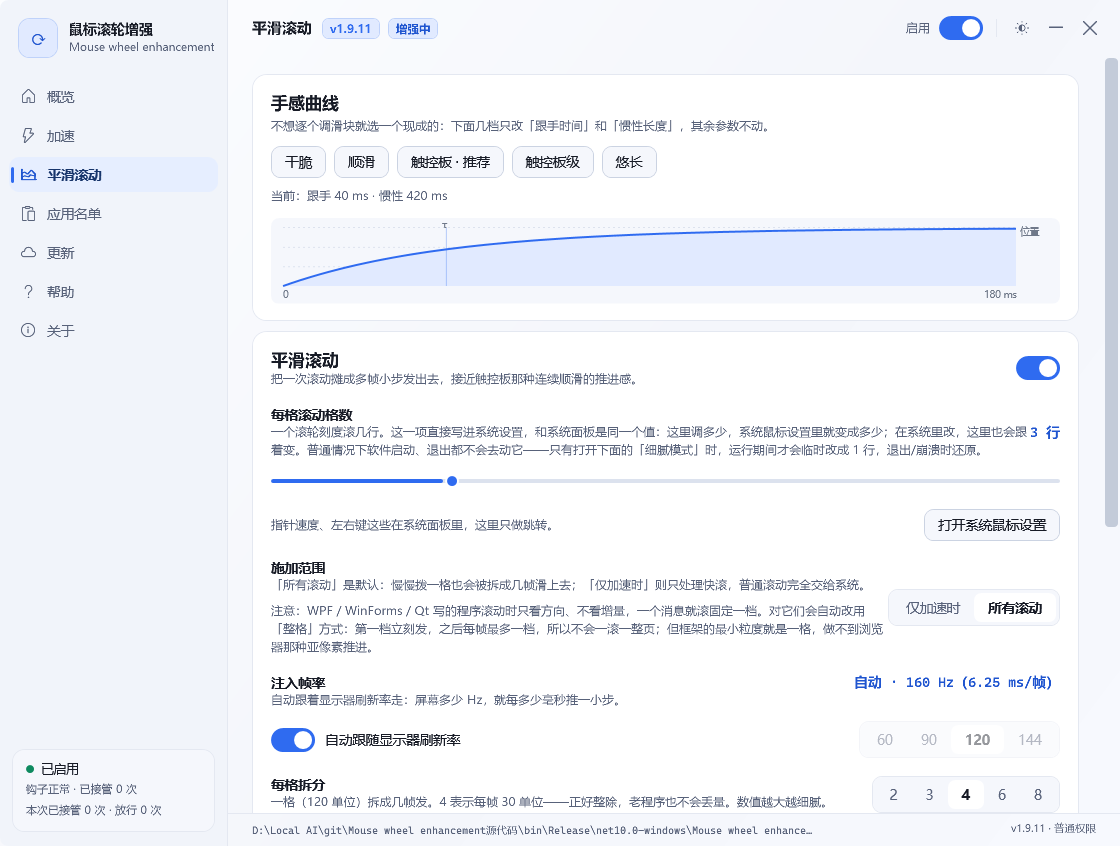 鼠标滚轮增强
Mouse wheel enhancement
概览
加速
平滑滚动
应用名单
更新
帮助
关于
已启用
钩子正常 · 已接管 0 次
本次已接管 0 次 · 放行 0 次
平滑滚动 v1.9.11 增强中
启用
手感曲线
不想逐个调滑块就选一个现成的：下面几档只改「跟手时间」和「惯性长度」，其余参数不动。
干脆 顺滑 触控板 · 推荐 触控板级 悠长
当前：跟手 40 ms · 惯性 420 ms
τ
位置
0 180 ms
平滑滚动
把一次滚动摊成多帧小步发出去，接近触控板那种连续顺滑的推进感。
每格滚动格数
一个滚轮刻度滚几行。这一项直接写进系统设置，和系统面板是同一个值：这里调多少，系统鼠标设置里就变成多少；在系统里改，这里也会跟 3 行
着变。普通情况下软件启动、退出都不会去动它——只有打开下面的「细腻模式」时，运行期间才会临时改成 1 行，退出/崩溃时还原。
指针速度、左右键这些在系统面板里，这里只做跳转。
打开系统鼠标设置
施加范围
「所有滚动」是默认：慢慢拨一格也会被拆成几帧滑上去；「仅加速时」则只处理快滚，普通滚动完全交给系统。
注意：WPF / WinForms / Qt 写的程序滚动时只看方向、不看增量，一个消息就滚固定一档。对它们会自动改用
「整格」方式：第一档立刻发，之后每帧最多一档，所以不会一滚一整页；但框架的最小粒度就是一格，做不到浏览
器那种亚像素推进。
仅加速时 所有滚动
注入帧率
自动跟着显示器刷新率走：屏幕多少 Hz，就每多少毫秒推一小步。
自动 · 160 Hz (6.25 ms/帧)
自动跟随显示器刷新率
60 90 120 144
每格拆分
一格（120 单位）拆成几帧发。4 表示每帧 30 单位——正好整除，老程序也不会丢量。数值越大越细腻。
2 3 4 6 8
D:\Local AI\git\Mouse wheel enhancement源代码\bin\Release\net10.0-windows\Mouse wheel enhance…
v1.9.11 · 普通权限